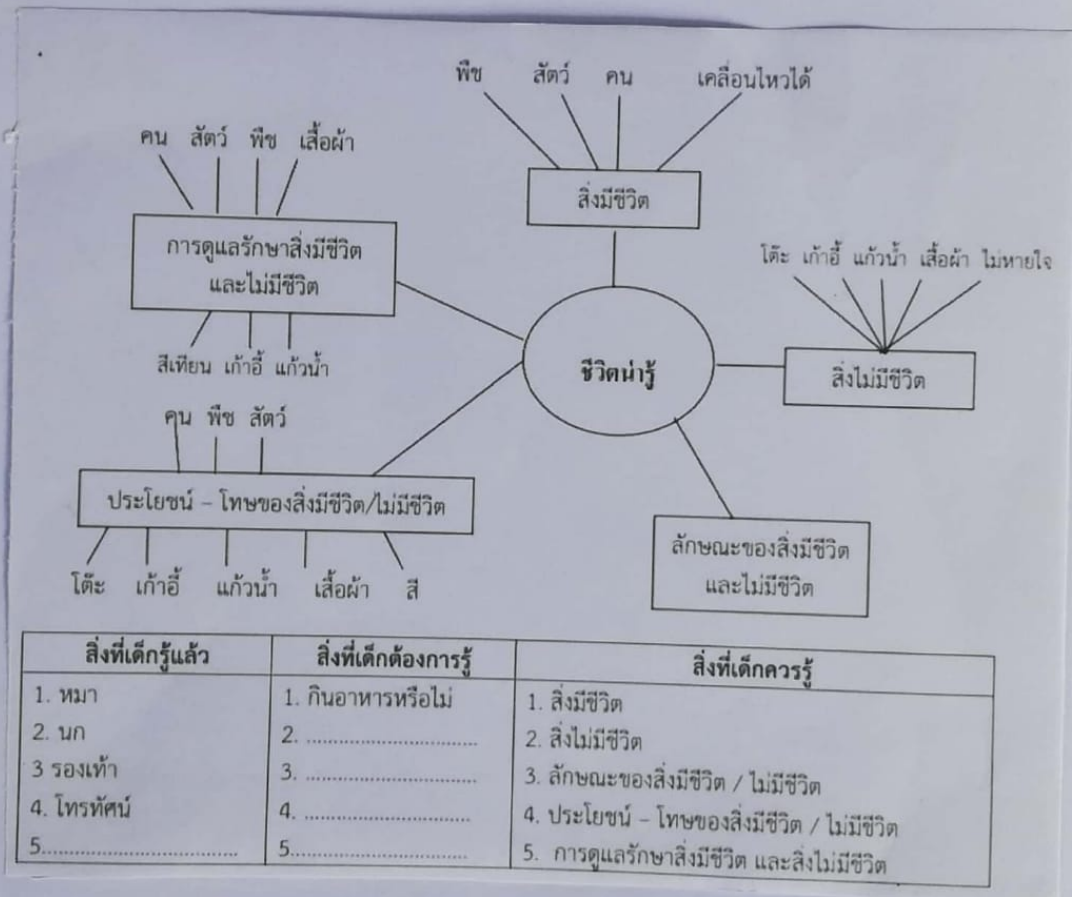 พืช สัตว์ คน เคลื่อนไหวได้
สิ่งมีชีวิต
คน สัตว์ พืช เสื้อผ้า
การดูแลรักษาสิ่งมีชีวิต
และไม่มีชีวิต
สีเทียน เก้าอี้ แก้วน้ำ
โต๊ะ เก้าอี้ แก้วน้ำ เสื้อผ้า ไม่หายใจ
สิ่งไม่มีชีวิต
ชีวิตน่ารู้
คน พืช สัตว์
ประโยชน์ – โทษของสิ่งมีชีวิต/ไม่มีชีวิต
โต๊ะ เก้าอี้ แก้วน้ำ เสื้อผ้า สี
ลักษณะของสิ่งมีชีวิต
และไม่มีชีวิต
สิ่งที่เด็กรู้แล้ว
1. หมา
2. นก
3 รองเท้า
4. โทรทัศน์
5..................................
สิ่งที่เด็กต้องการรู้
1. กินอาหารหรือไม่
2. ..............................
3. ..............................
4. ..............................
5..............................
สิ่งที่เด็กควรรู้
1. สิ่งมีชีวิต
2. สิ่งไม่มีชีวิต
3. ลักษณะของสิ่งมีชีวิต / ไม่มีชีวิต
4. ประโยชน์ – โทษของสิ่งมีชีวิต / ไม่มีชีวิต
5. การดูแลรักษาสิ่งมีชีวิต และสิ่งไม่มีชีวิต